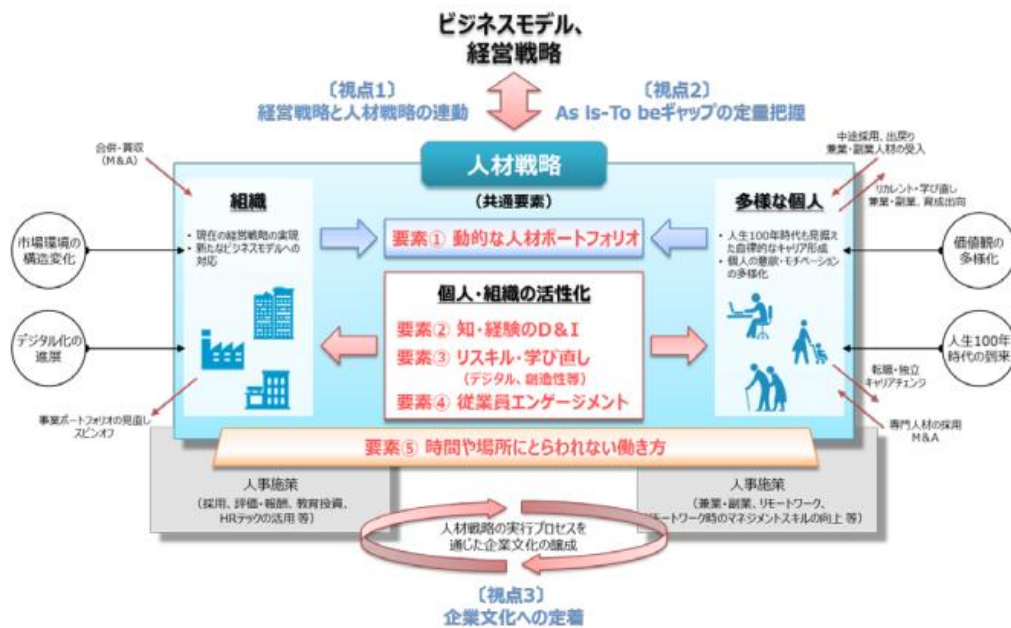 ビジネスモデル、
経営戦略
〔視点1〕
経営戦略と人材戦略の連動
〔視点2〕
As is-To beギャップの定量把握
合併・買収
（M＆A）
人材戦略
（共通要素）
中途採用、出戻り
兼業・副業人材の受入
リカレント・学び直し
兼業・副業、育成出向
組織
• 現在の経営戦略の実現
• 新たなビジネスモデルへの
対応
要素① 動的な人材ポートフォリオ
多様な個人
• 人生100年時代も見据え
た自律的なキャリア形成
• 個人の意欲・モチベーション
の多様化
市場環境の
構造変化
価値観の
多様化
個人・組織の活性化
要素② 知・経験のD＆I
要素③ リスキル・学び直し
（デジタル、創造性等）
要素④ 従業員エンゲージメント
デジタル化の
進展
人生100年
時代の到来
転職・独立
キャリアチェンジ
事業ポートフォリオの見直し
スピンオフ
専門人材の採用
M＆A
要素⑤ 時間や場所にとらわれない働き方
人事施策
（採用、評価・報酬、教育投資、
HRテックの活用 等）
人事施策
（兼業・副業、リモートワーク、
モートワーク時のマネジメントスキルの向上 等）
人材戦略の実行プロセスを
通じた企業文化の醸成
〔視点3〕
企業文化への定着